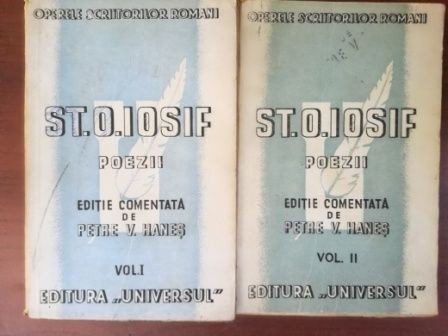 OPERELE SCRIITORILOR ROMANI
ST.O.IOSIF
POEZII
EDIȚIE COMENTATĂ
DE
PETRE V. HANEȘ
VOL.I
EDITURA „UNIVERSUL"
OPERELE SCRIITORILOR ROMANI
ST.O.IOSIF
POEZII
EDIȚIE COMENTATĂ
DE
PETRE V. HANEȘ
VOL. II
EDITURA „UNIVERSUL"